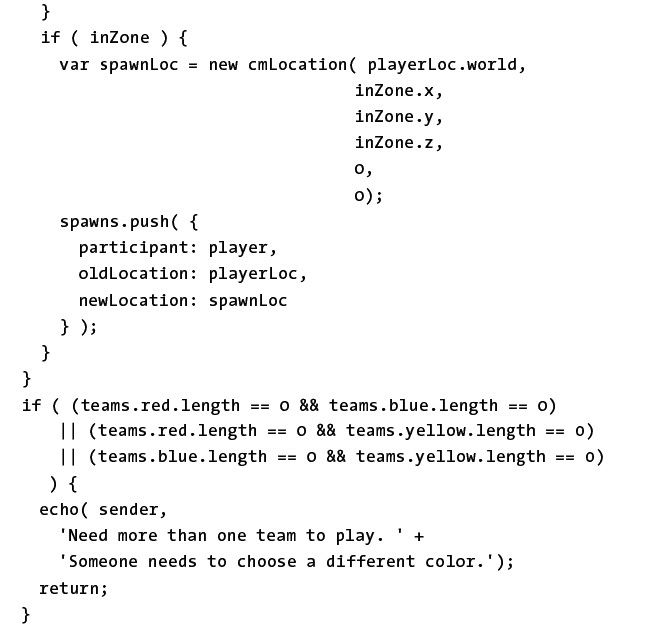 }
if ( inZone ) {
var spawnLoc = new cmLocation( playerLoc.world,
inZone.x,
inZone.y,
inZone.z,
0,
0);
spawns.push( {
participant: player,
oldLocation: playerLoc,
newLocation: spawnLoc
} );
}
}
if ( (teams.red.length == 0 && teams.blue.length == 0)
|| (teams.red.length == 0 && teams.yellow.length == 0)
|| (teams.blue.length == 0 && teams.yellow.length == 0)
) {
echo( sender,
'Need more than one team to play. ' +
'Someone needs to choose a different color.');
return;
}